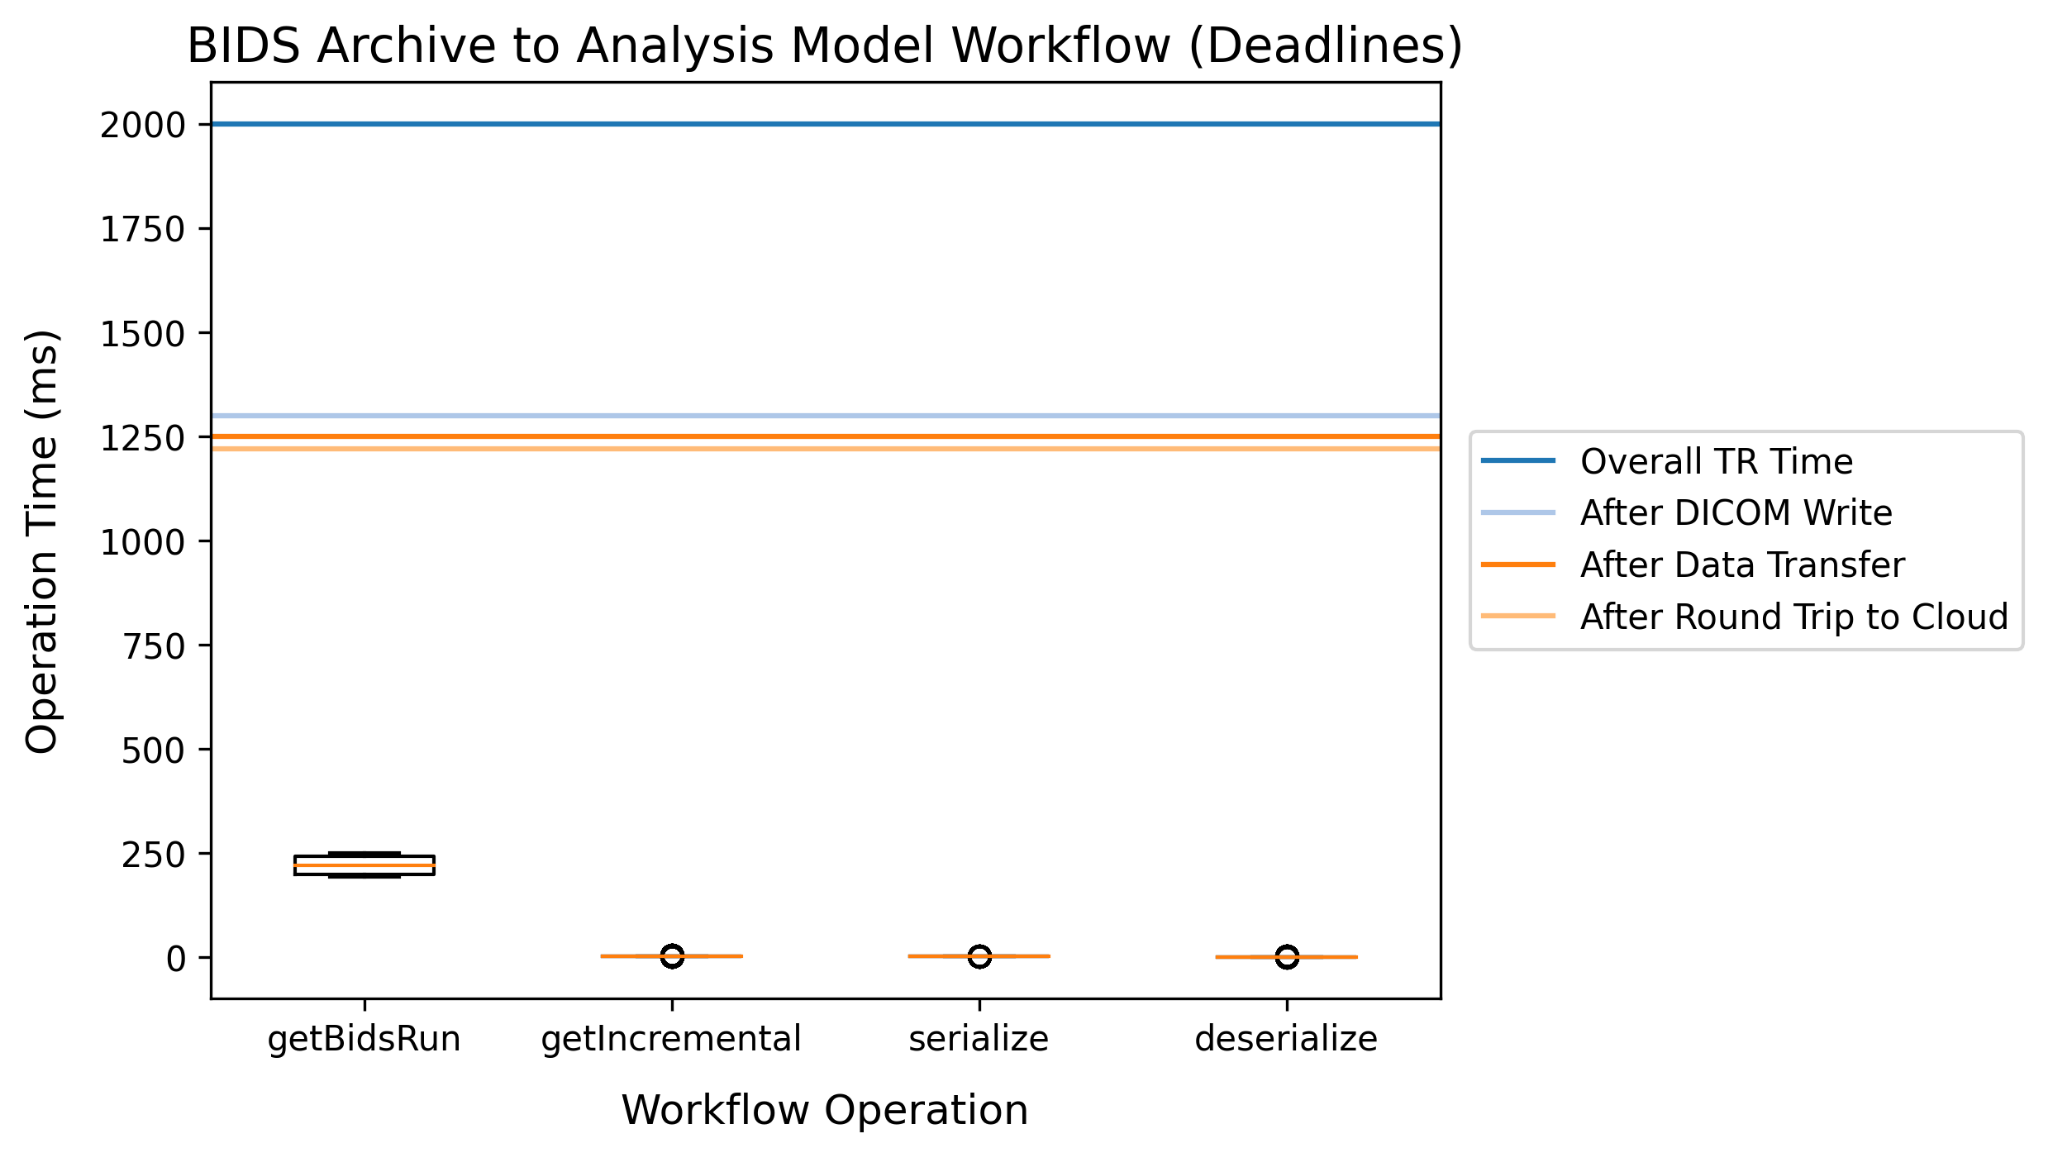 BIDS Archive to Analysis Model Workflow (Deadlines)
Operation Time (ms)
2000
1750
1500
1250
1000
750
500
250
0
getBidsRun getIncremental serialize deserialize
Workflow Operation
Overall TR Time
After DICOM Write
After Data Transfer
After Round Trip to Cloud